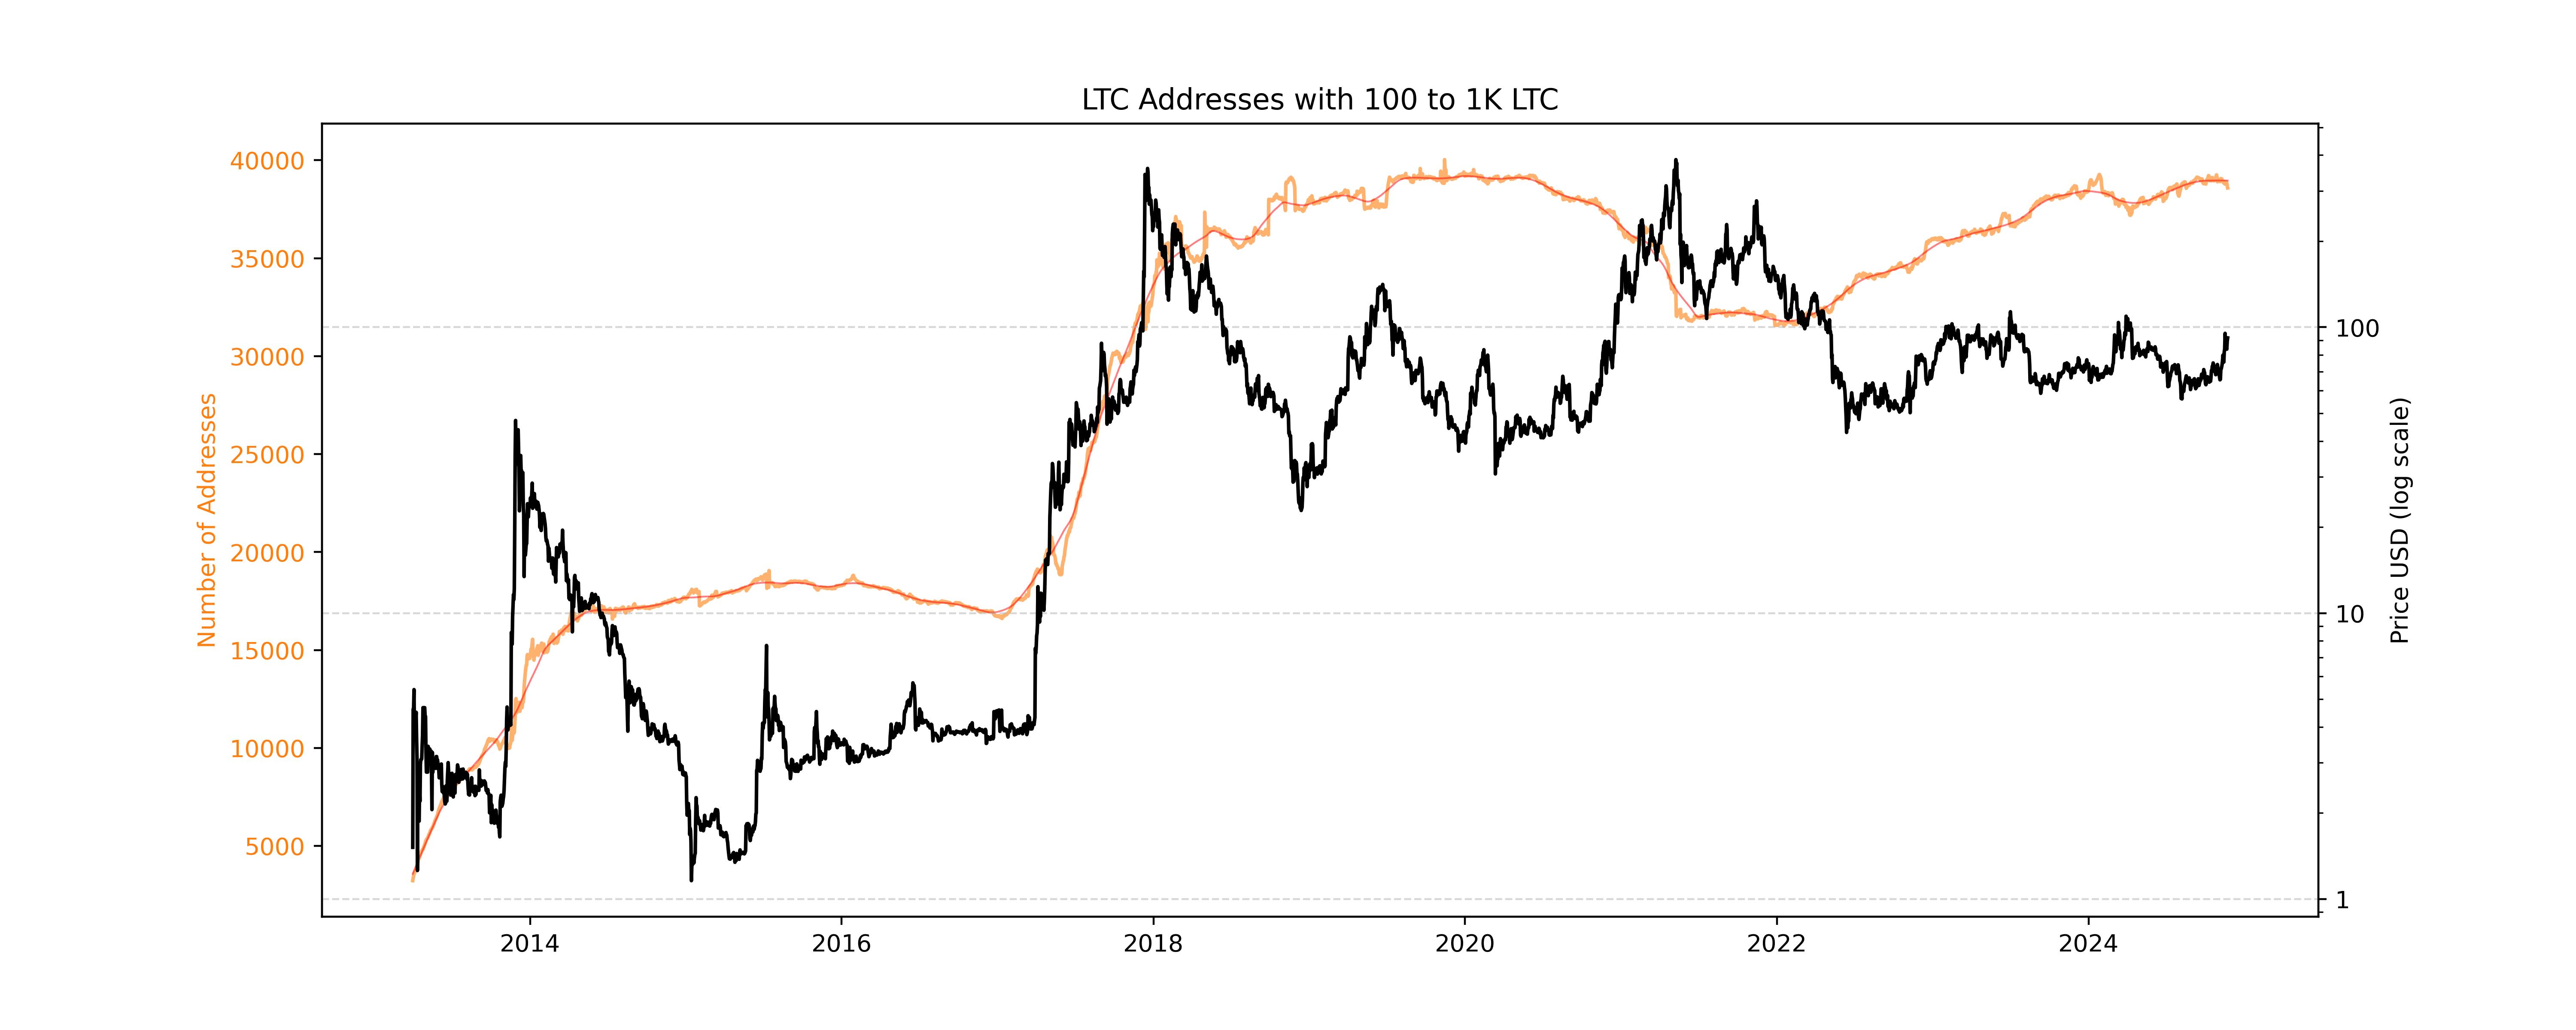 LTC Addresses with 100 to 1K LTC
Number of Addresses
40000
35000
30000
25000
20000
15000
10000
5000
100
10
1
Price USD (log scale)
2014 2016 2018 2020 2022 2024